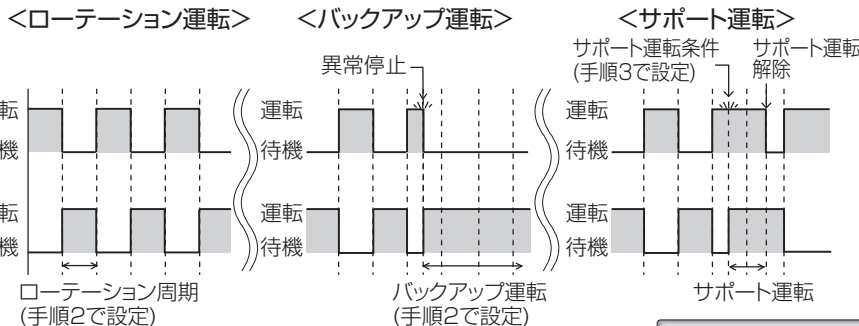 <ローテーション運転>
<バックアップ運転>
<サポート運転>
異常停止
サポート運転条件
(手順3で設定)
サポート運転
解除
転
機
運転
待機
運転
待機
転
機
運転
待機
運転
待機
ローテーション周期
(手順2で設定)
バックアップ運転
(手順2で設定)
サポート運転